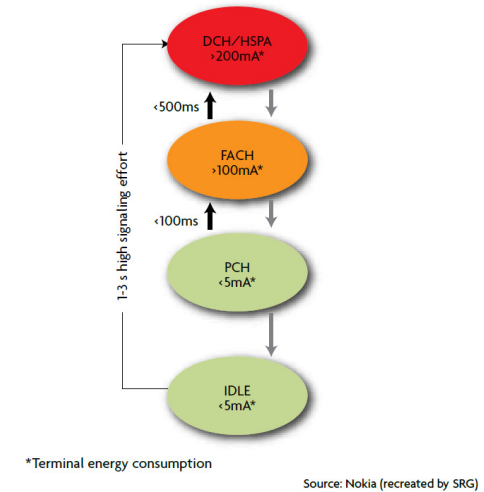 DCH/HSPA
>200mA*
<500ms
FACH
>100mA*
<100ms
PCH
<5mA*
1-3 s high signaling effort
IDLE
<5mA*
*Terminal energy consumption
Source: Nokia (recreated by SRG)